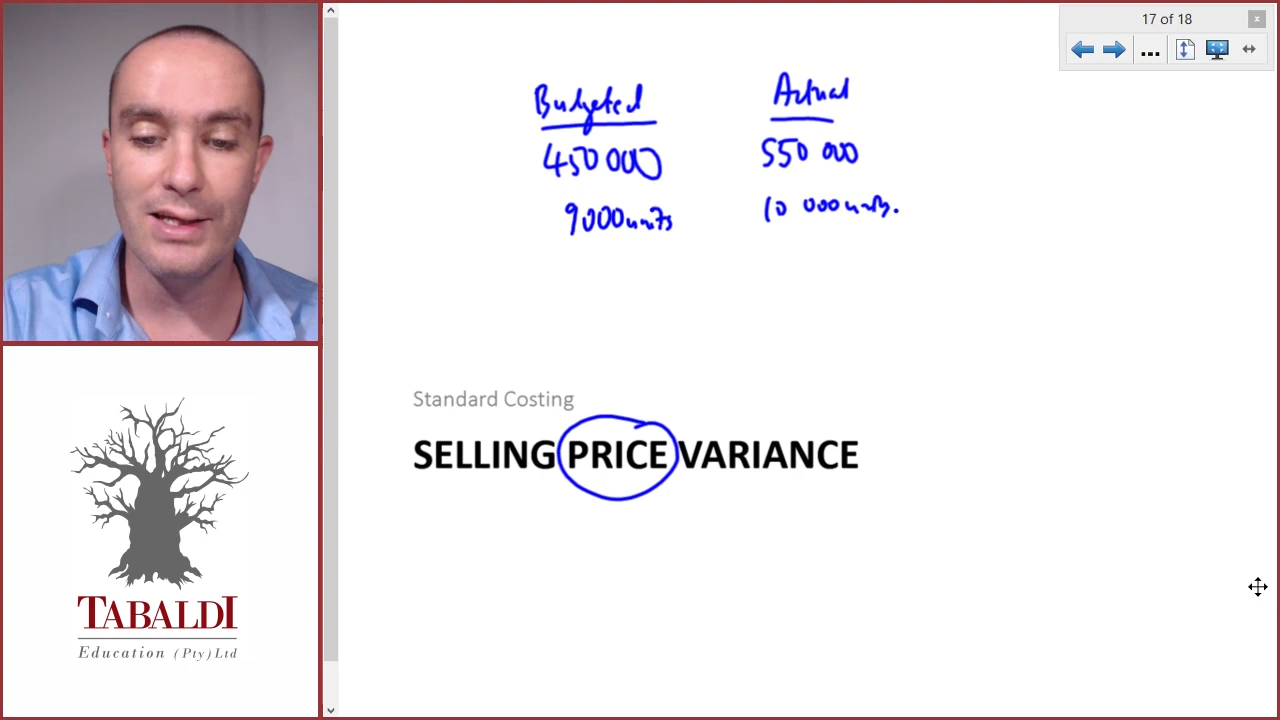 17 of 18
x
...
Budgeted Actual
450 000 550 000
9000 units 10 000 units.
Standard Costing
SELLING PRICE VARIANCE
TABALDI
Education (Pty) Ltd